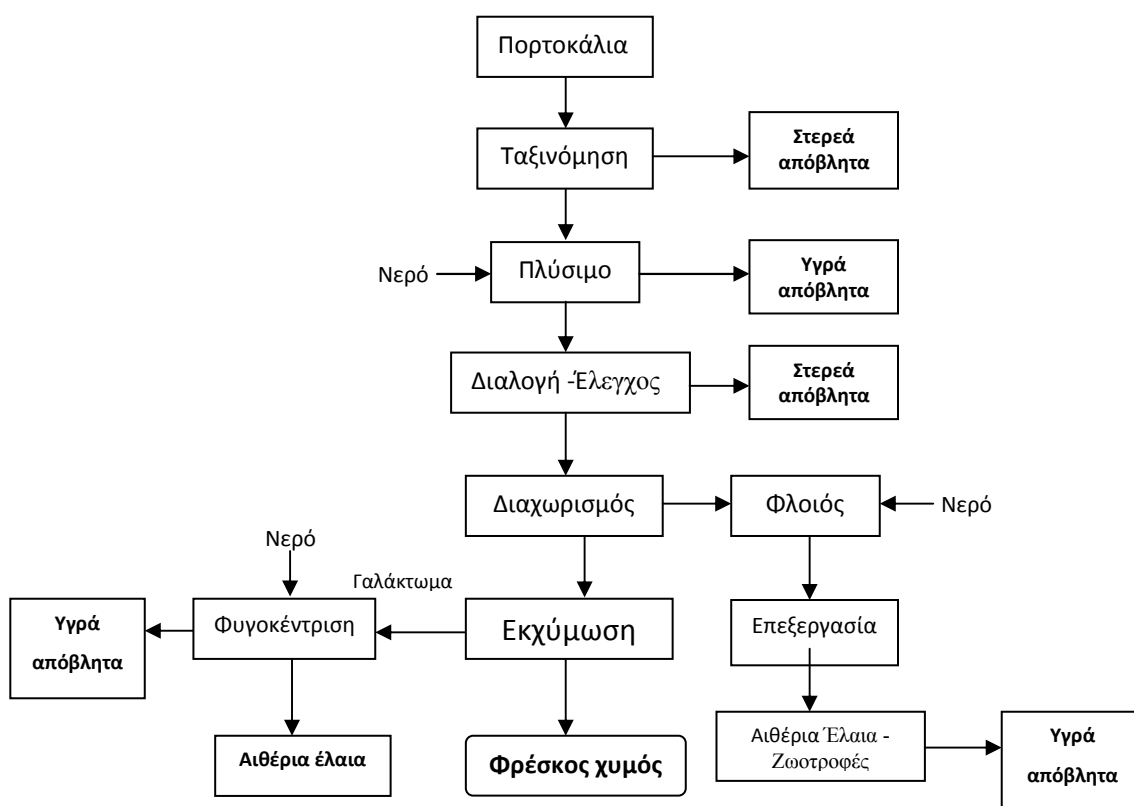 Πορτοκάλια
Ταξινόμηση
Στερεά
απόβλητα
Νερό
Πλύσιμο
Υγρά
απόβλητα
Διαλογή -Έλεγχος
Στερεά
απόβλητα
Διαχωρισμός
Φλοιός
Νερό
Νερό
Γαλάκτωμα
Υγρά
απόβλητα
Φυγοκέντριση
Εκχύμωση
Επεξεργασία
Αιθέρια έλαια
Φρέσκος χυμός
Αιθέρια Έλαια -
Ζωοτροφές
Υγρά
απόβλητα